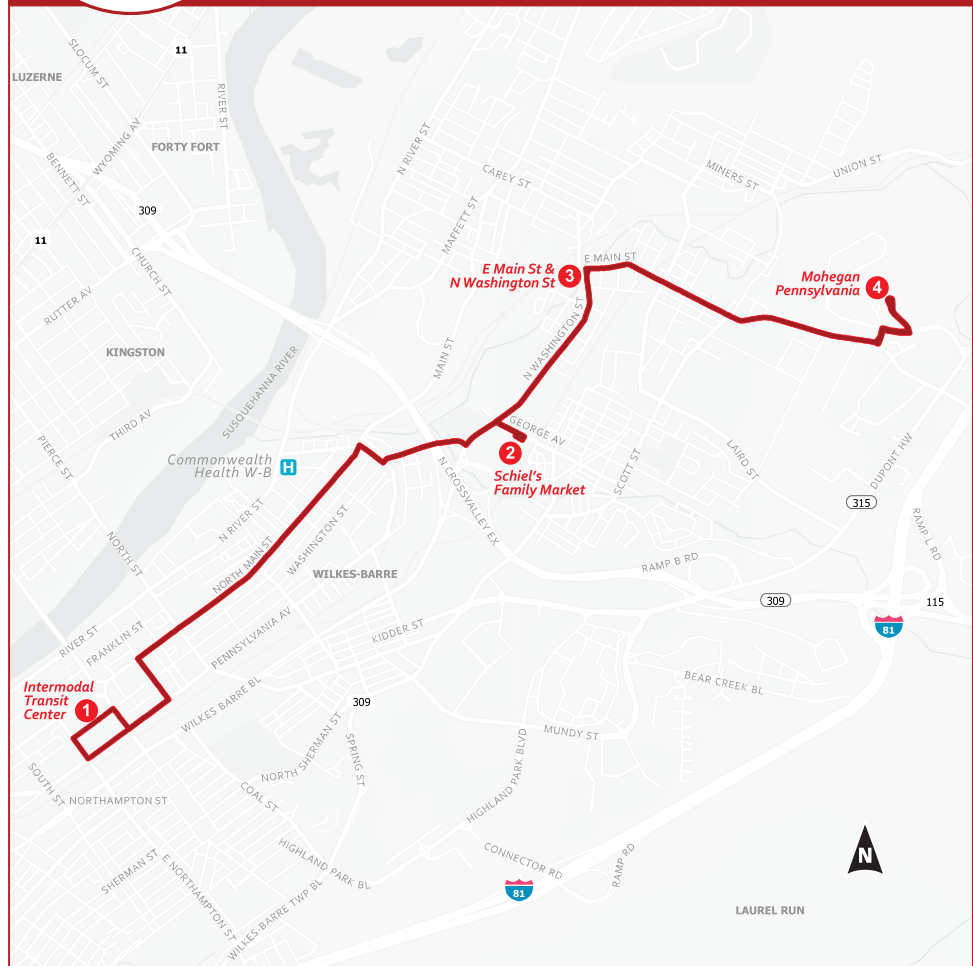 11
SLOCUM ST
LUZERNE
RIVER ST
WYOMING AV
FORTY FORT
N RIVER ST
BENNETT ST
CAREY ST
MINERS ST
UNION ST
309
MAFFETT ST
11
CHURCH ST
E MAIN ST
E Main St &
N Washington St
3
Mohegan
Pennsylvania
4
RUTTER AV
N WASHINGTON ST
KINGSTON
MAIN ST
SUSQUEHANNA RIVER
THIRD AV
GEORGE AV
PIERCE ST
Commonwealth
Health W-B
H
2
Schiel's
Family Market
SCOTT ST
LAIRD ST
DUPONT HW
N CROSSVALLEY EX
315
N RIVER ST
WASHINGTON ST
RAMP L RD
NORTH ST
NORTH MAIN ST
WILKES-BARRE
RAMP B RD
309
115
81
RIVER ST
FRANKLIN ST
PENNSYLVANIA AV
KIDDER ST
Intermodal
Transit
Center
1
WILKES BARRE BL
309
BEAR CREEK BL
MUNDY ST
NORTH SHERMAN ST
SPRING ST
SOUTH ST
NORTHAMPTON ST
COAL ST
HIGHLAND PARK BLVD
HIGHLAND PARK BL
CONNECTOR RD
RAMP RD
N
SHERMAN ST
E NORTHAMPTON ST
WILKES-BARRE TWP BL
81
LAUREL RUN